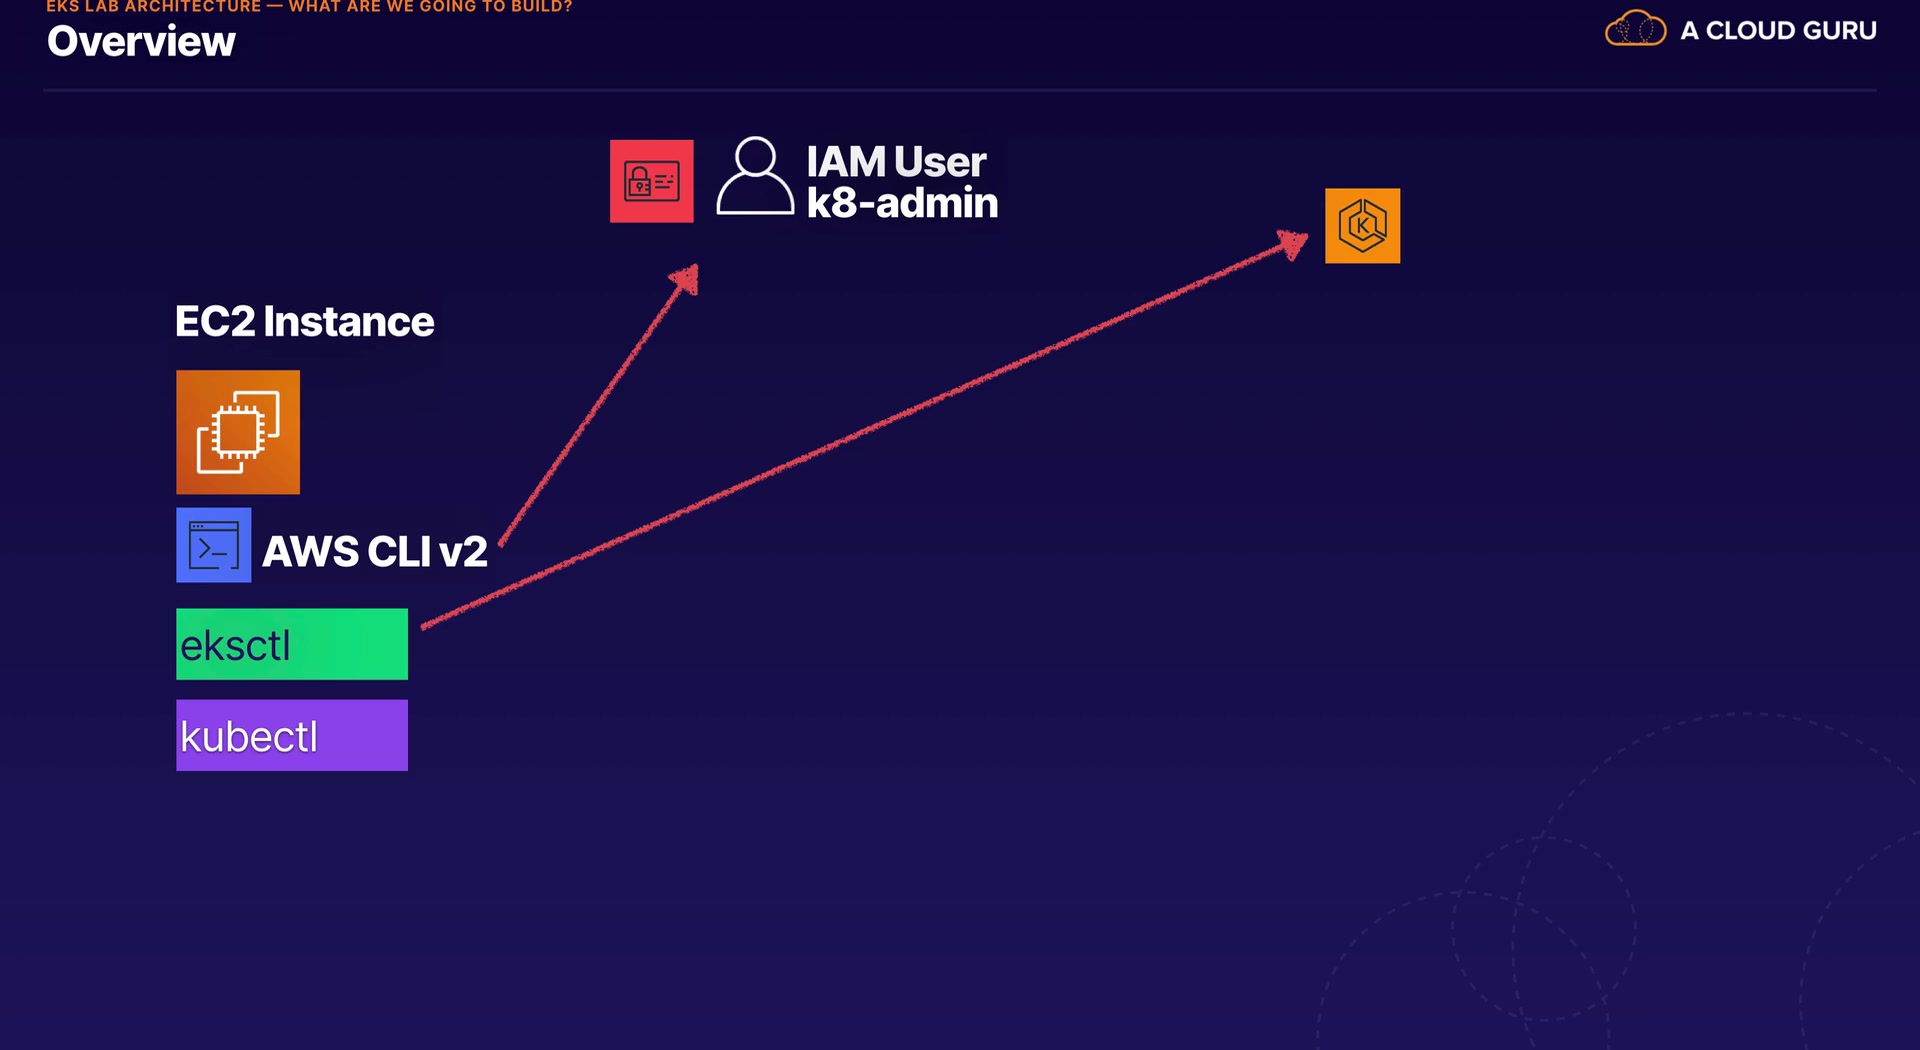 EKS LAB ARCHITECTURE — WHAT ARE WE GOING TO BUILD?
Overview
A CLOUD GURU
IAM User
k8-admin
K
EC2 Instance
AWS CLI v2
eksctl
kubectl